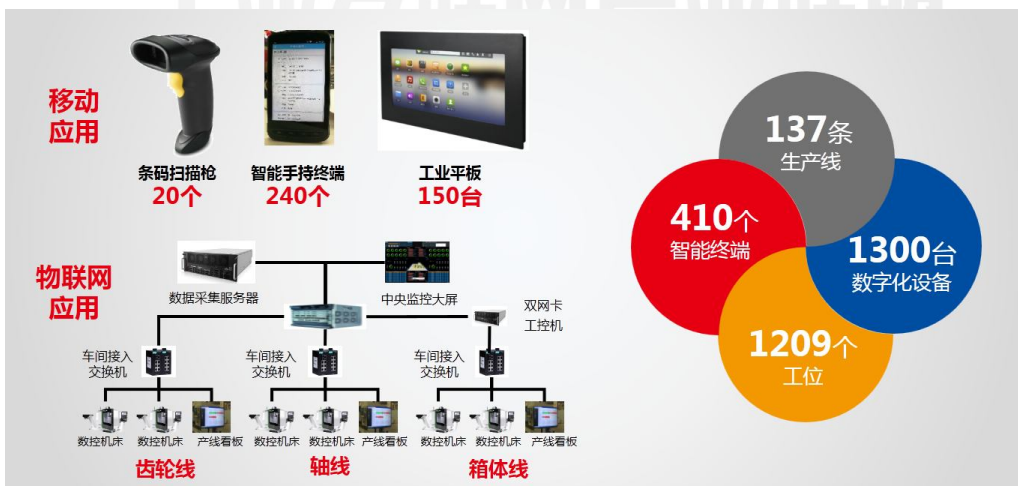 移动
应用
条码扫描枪
20个
智能手持终端
240个
工业平板
150台
物联网
应用
数据采集服务器
中央监控大屏
双网卡
工控机
车间接入
交换机
车间接入
交换机
车间接入
交换机
数控机床
数控机床
产线看板
数控机床
数控机床
产线看板
数控机床
数控机床
产线看板
齿轮线
轴线
箱体线
137条
生产线
410个
智能终端
1300台
数字化设备
1209个
工位